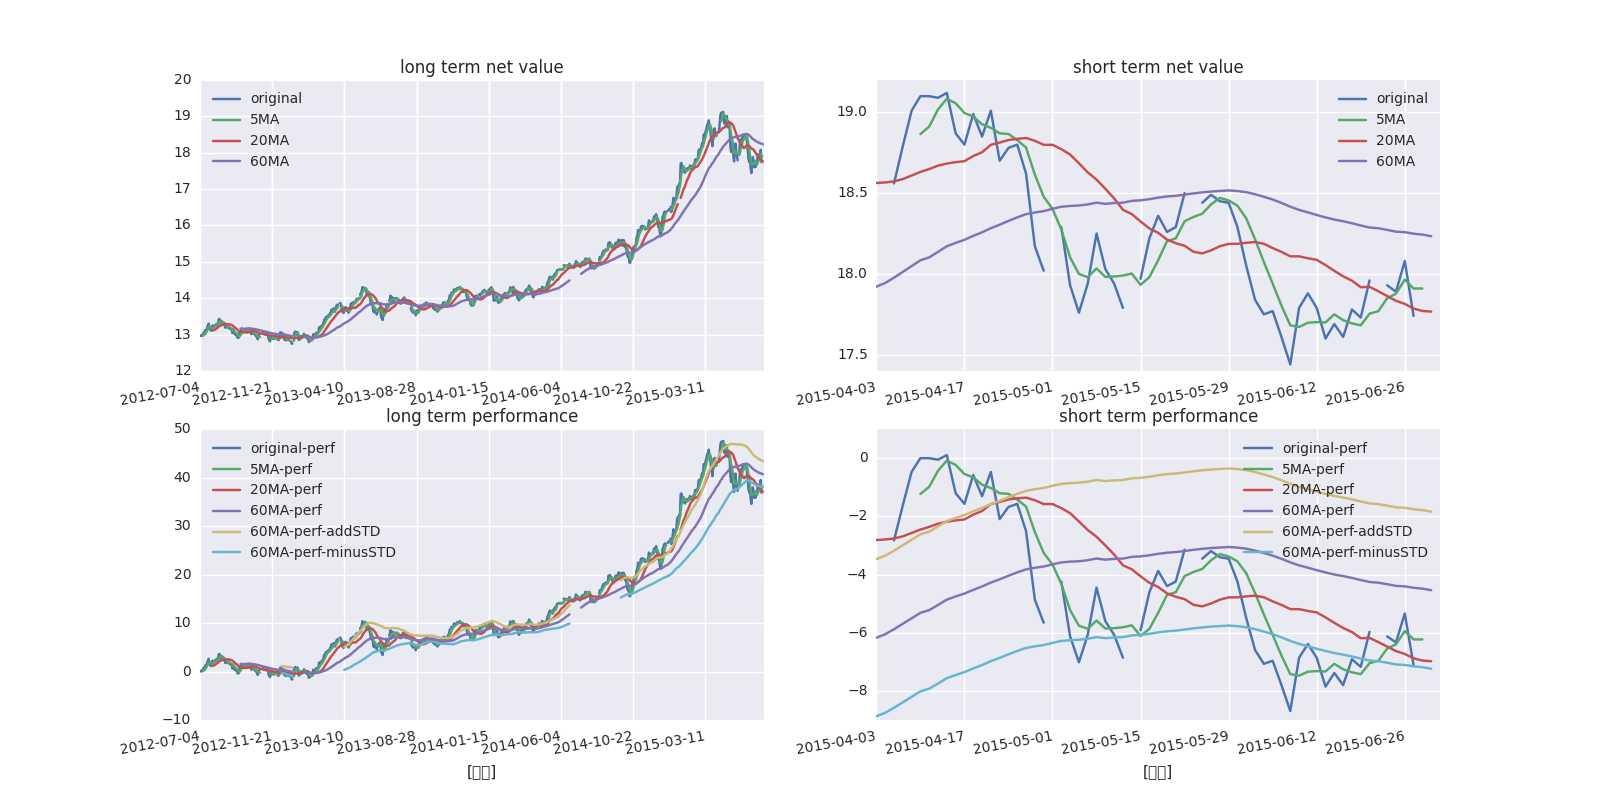 long term net value
20
19
18
17
16
15
14
13
12
original
5MA
20MA
60MA
2012-07-04
2012-11-21
2013-04-10
2013-08-28
2014-01-15
2014-06-04
2014-10-22
2015-03-11
short term net value
19.0
18.5
18.0
17.5
original
5MA
20MA
60MA
2015-04-03
2015-04-17
2015-05-01
2015-05-15
2015-05-29
2015-06-12
2015-06-26
long term performance
50
40
30
20
10
0
−10
original-perf
5MA-perf
20MA-perf
60MA-perf
60MA-perf-addSTD
60MA-perf-minusSTD
2012-07-04
2012-11-21
2013-04-10
2013-08-28
2014-01-15
2014-06-04
2014-10-22
2015-03-11
[▯▯]
short term performance
0
−2
−4
−6
−8
original-perf
5MA-perf
20MA-perf
60MA-perf
60MA-perf-addSTD
60MA-perf-minusSTD
2015-04-03
2015-04-17
2015-05-01
2015-05-15
2015-05-29
2015-06-12
2015-06-26
[▯▯]